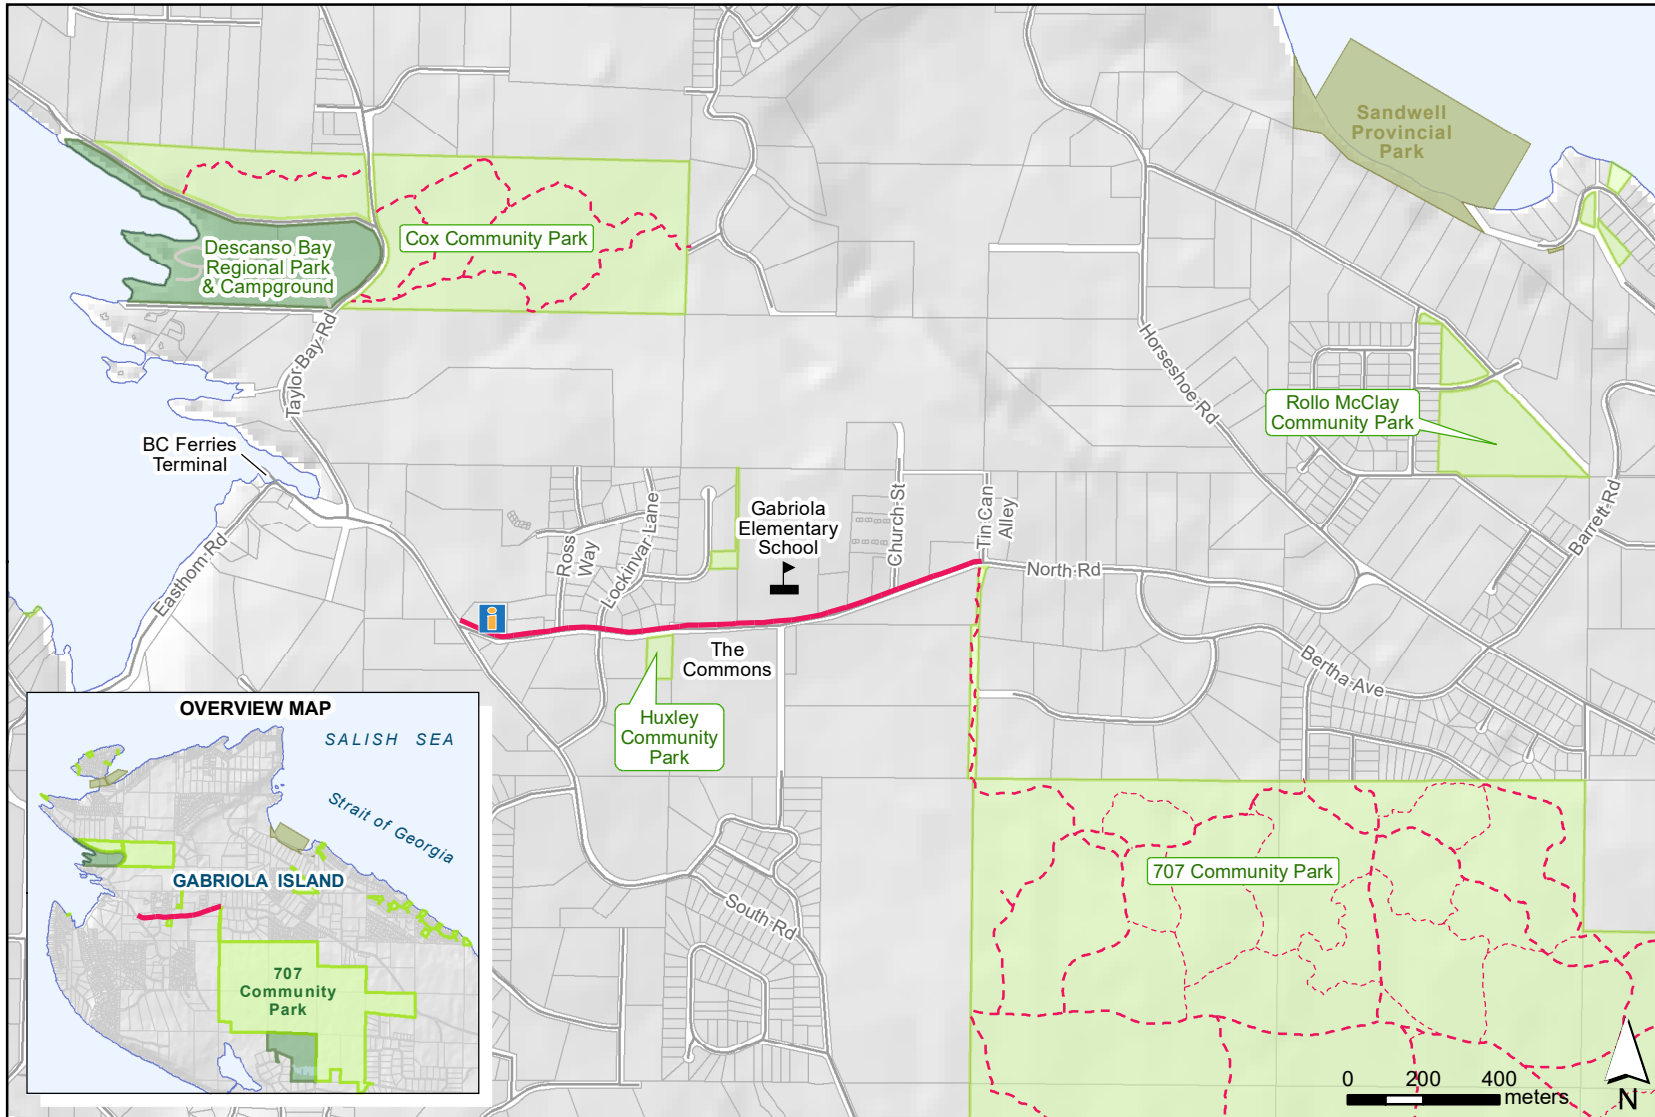 Sandwell
Provincial
Park
Cox Community Park
Descanso Bay
Regional Park
& Campground
Taylor Bay Rd
Horseshoe Rd
Rollo McClay
Community Park
BC Ferries
Terminal
Gabriola
Elementary
School
Church St
Tin Can
Alley
Ross
Way
Lockinvar Lane
Barrett Rd
Easthom Rd
North Rd
i
The
Commons
Bertha Ave
Huxley
Community
Park
OVERVIEW MAP
SALISH SEA
Strait of Georgia
GABRIOLA ISLAND
707
Community
Park
707 Community Park
South Rd
0 200 400
meters
N